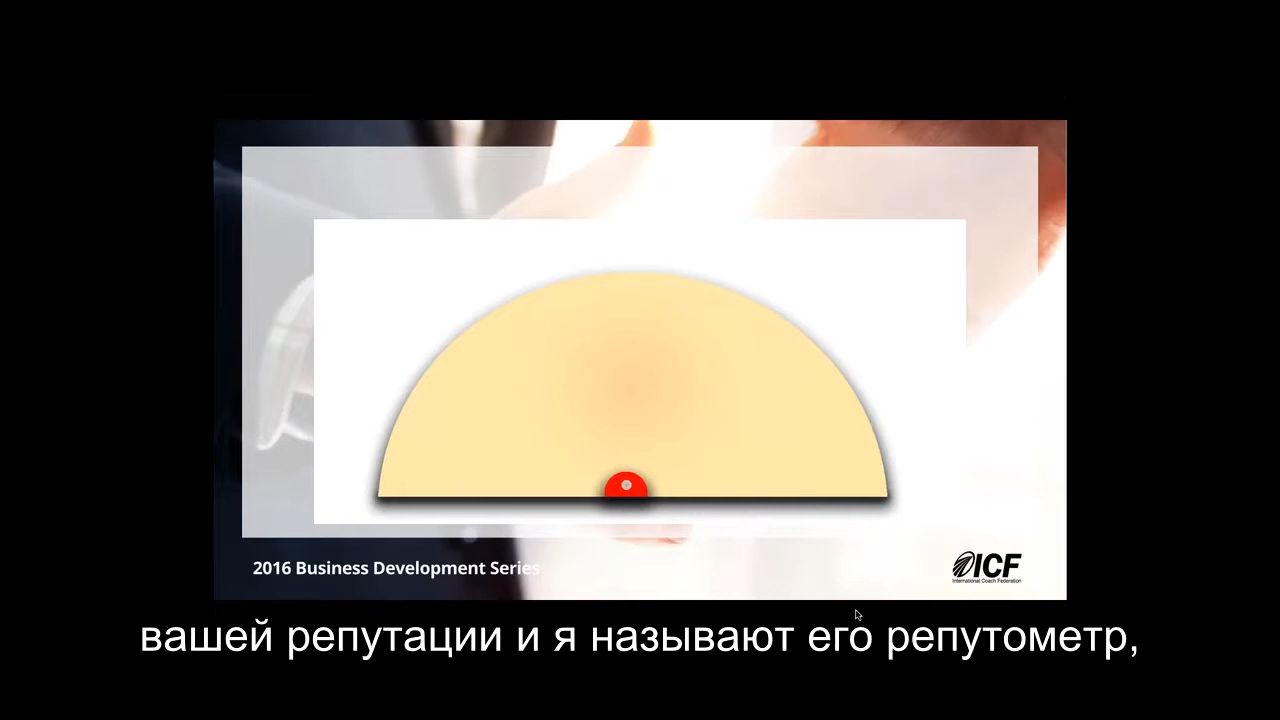 2016 Business Development Series
ICF
International Coach Federation
вашей репутации и я называют его репутометр,